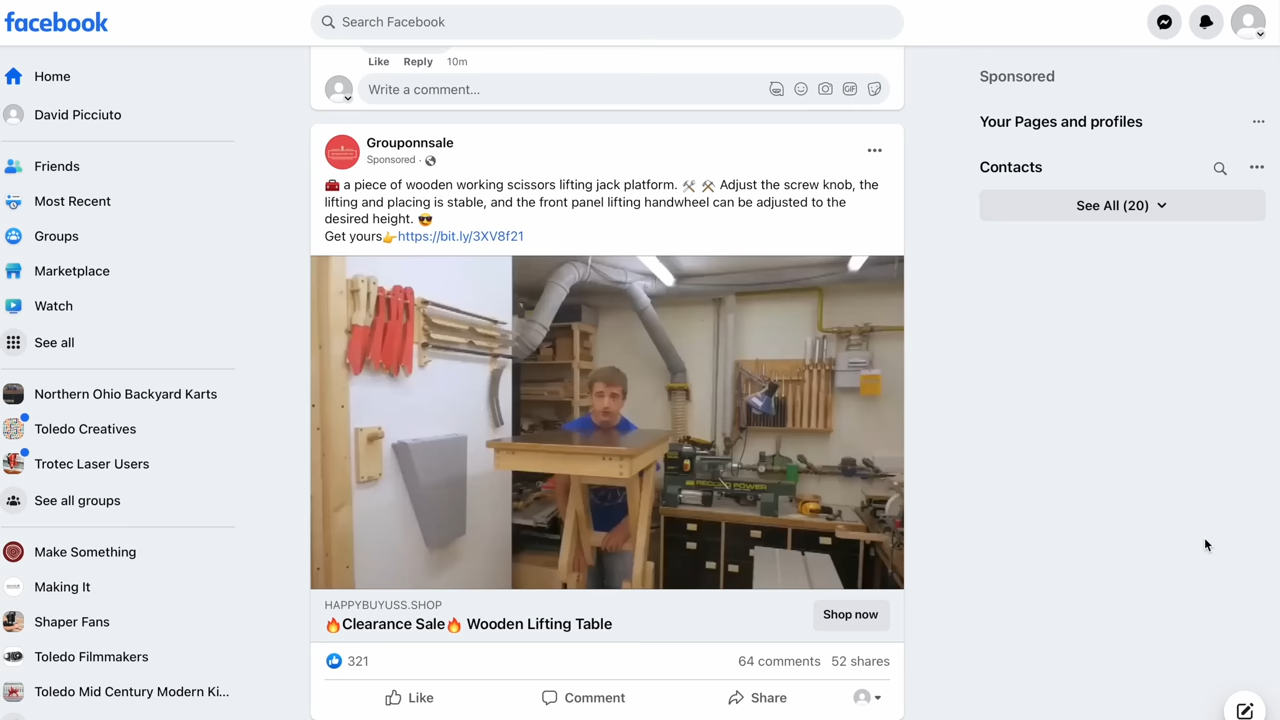 facebook
Search Facebook
Home
David Picciuto
Friends
Most Recent
Groups
Marketplace
Watch
See all
Northern Ohio Backyard Karts
Toledo Creatives
Trotec Laser Users
See all groups
Make Something
Making It
Shaper Fans
Toledo Filmmakers
Toledo Mid Century Modern Ki...
Like Reply 10m
Write a comment...
GIF
Grouponnsale
Sponsored ·
🧰 a piece of wooden working scissors lifting jack platform. ⚒️ ⚒️ Adjust the screw knob, the
lifting and placing is stable, and the front panel lifting handwheel can be adjusted to the
desired height. 😎
Get yours👉https://bit.ly/3XV8f21
RECORD POWER
HAPPYBUYUSS.SHOP
🔥Clearance Sale🔥 Wooden Lifting Table
Shop now
321
64 comments 52 shares
Like Comment Share
Sponsored
Your Pages and profiles
Contacts
See All (20)